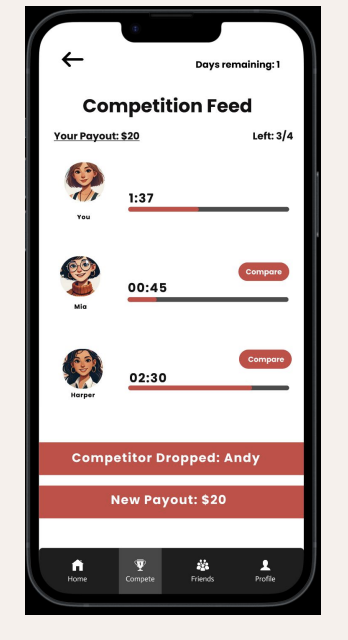 Days remaining: 1
Competition Feed
Your Payout: $20 Left: 3/4
1:37
You
Compare
00:45
Mia
Compare
02:30
Harper
Competitor Dropped: Andy
New Payout: $20
Home Compete Friends Profile